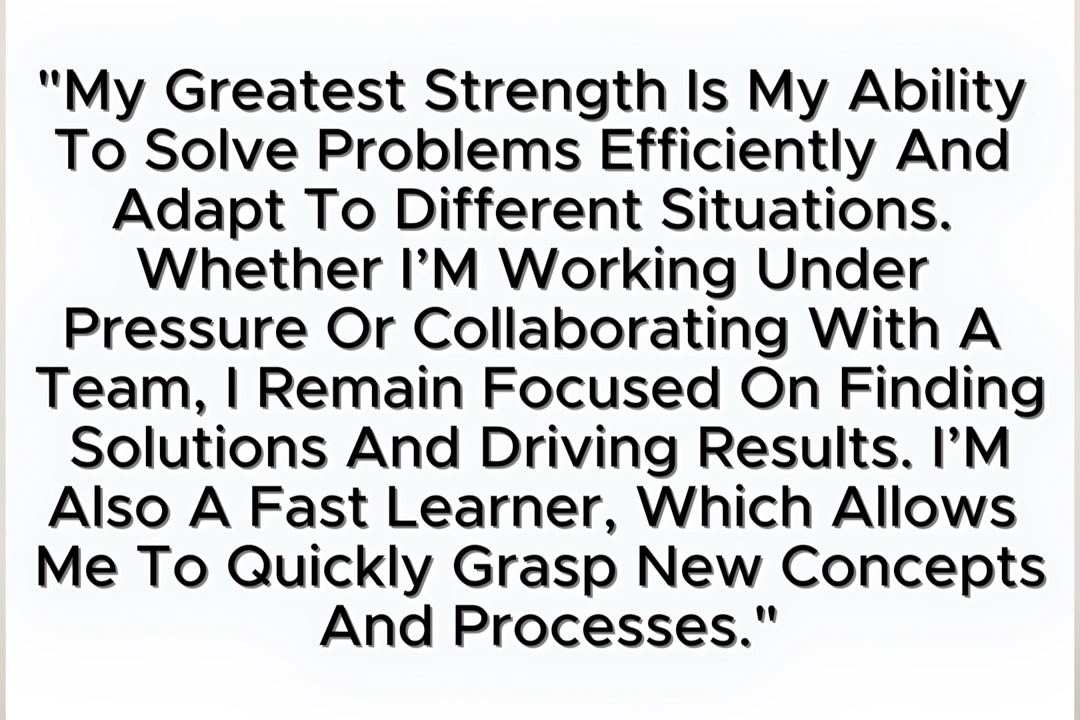 "My Greatest Strength Is My Ability
To Solve Problems Efficiently And
Adapt To Different Situations.
Whether I’M Working Under
Pressure Or Collaborating With A
Team, I Remain Focused On Finding
Solutions And Driving Results. I’M
Also A Fast Learner, Which Allows
Me To Quickly Grasp New Concepts
And Processes."